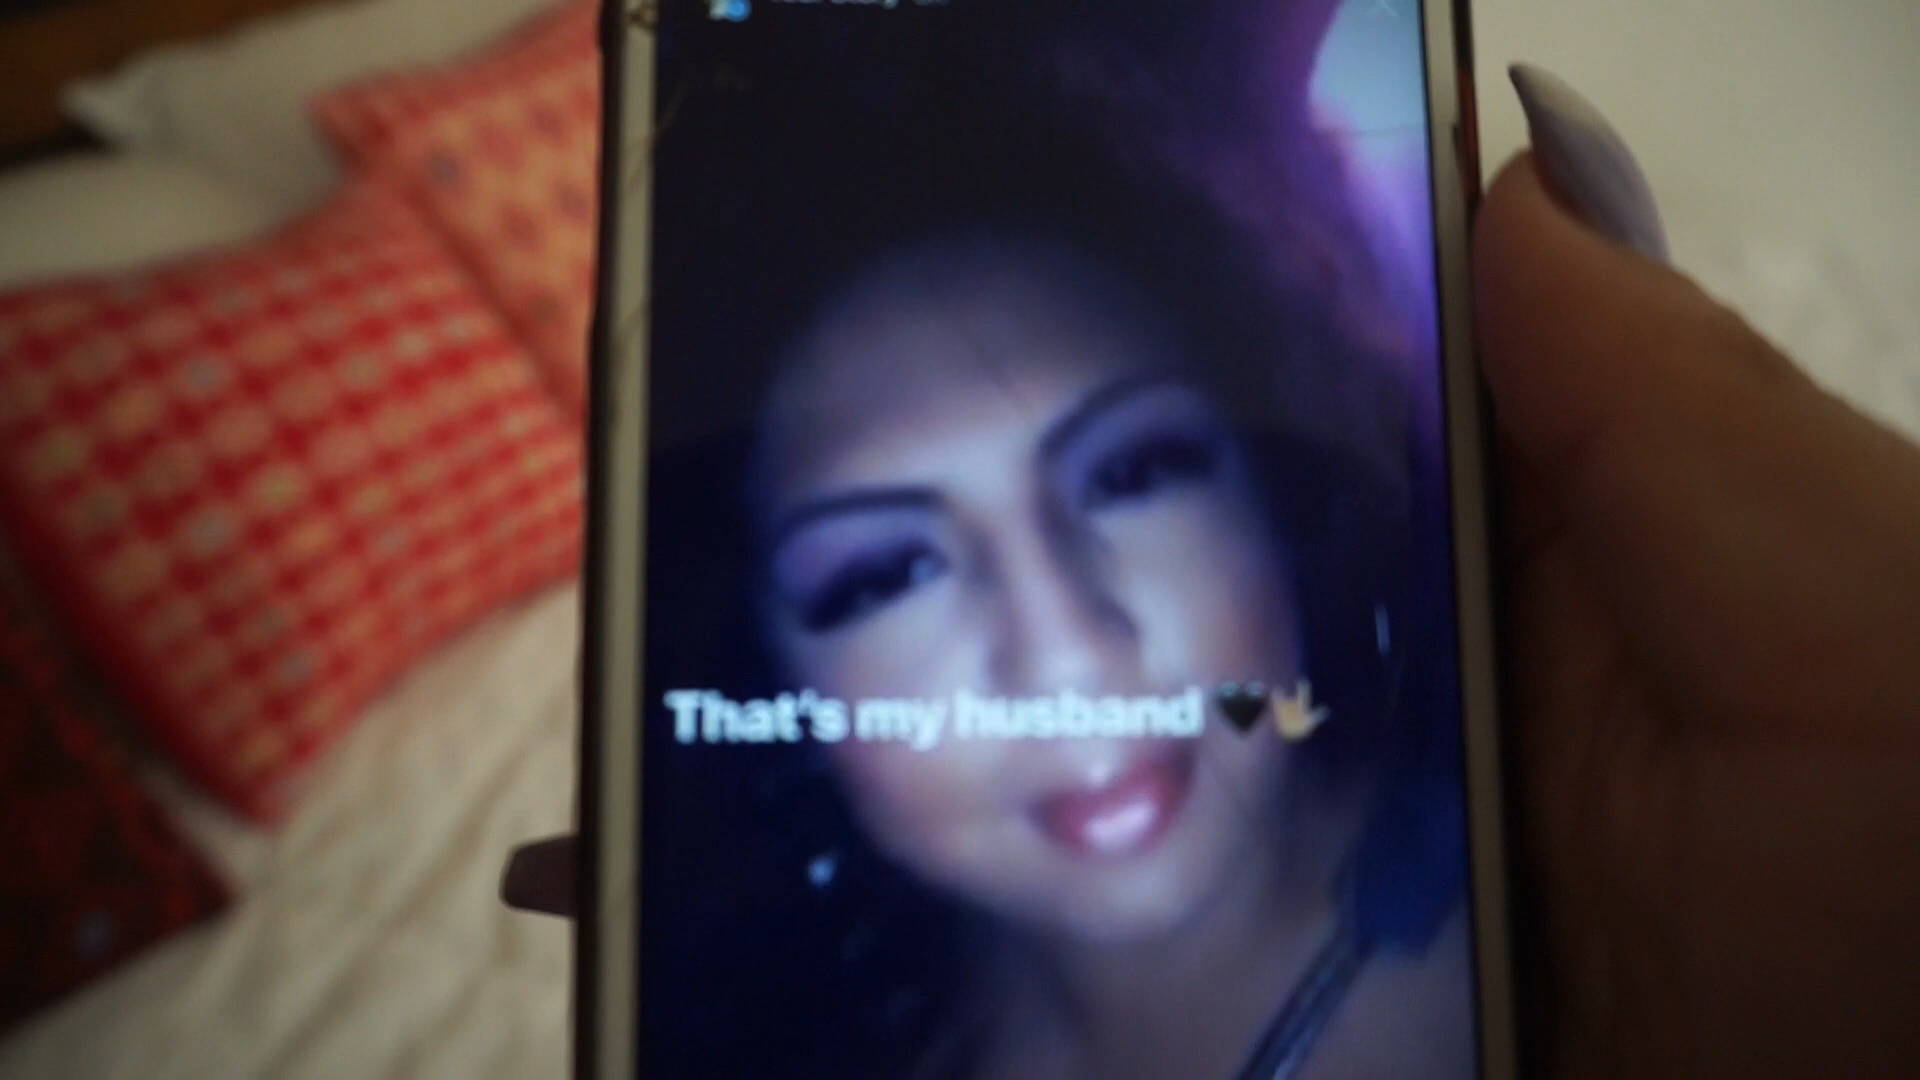 That's my husband 🖤🤟🏼